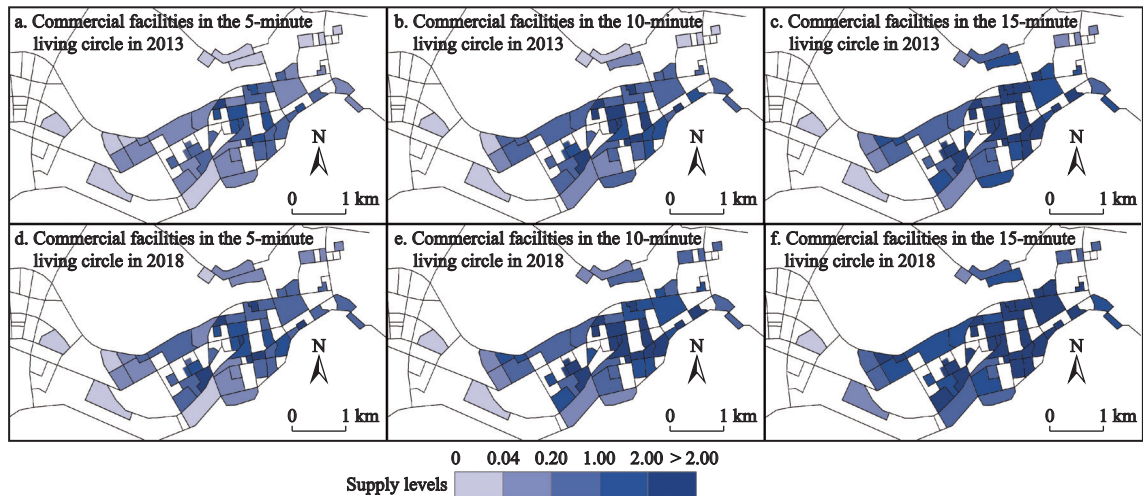 a. Commercial facilities in the 5-minute
living circle in 2013
N
0 1 km
b. Commercial facilities in the 10-minute
living circle in 2013
N
0 1 km
c. Commercial facilities in the 15-minute
living circle in 2013
N
0 1 km
d. Commercial facilities in the 5-minute
living circle in 2018
N
0 1 km
e. Commercial facilities in the 10-minute
living circle in 2018
N
0 1 km
f. Commercial facilities in the 15-minute
living circle in 2018
N
0 1 km
0 0.04 0.20 1.00 2.00 > 2.00
Supply levels